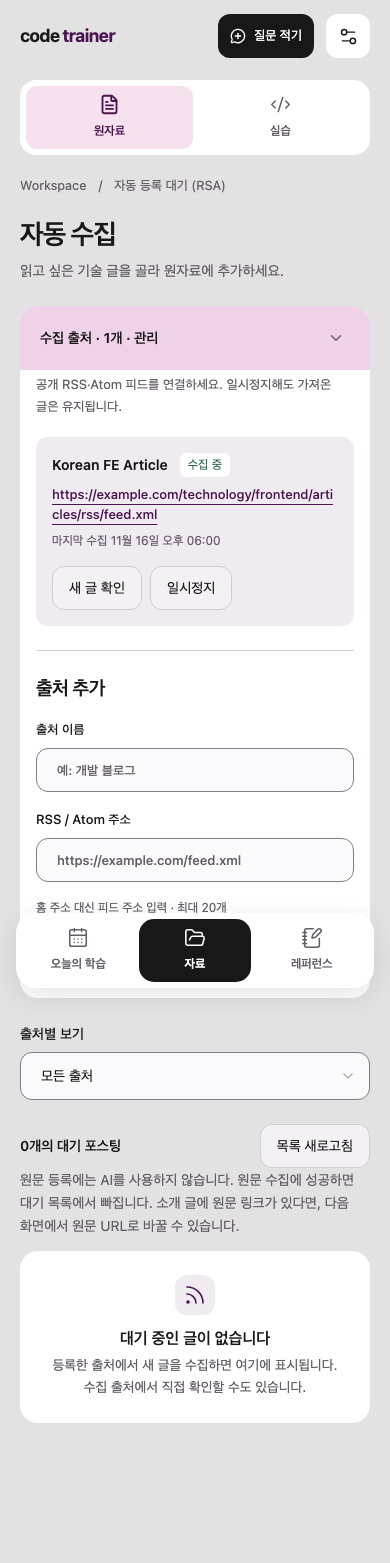 code trainer
질문 적기
원자료
실습
Workspace / 자동 등록 대기 (RSA)
자동 수집
읽고 싶은 기술 글을 골라 원자료에 추가하세요.
수집 출처 · 1개 · 관리
공개 RSS·Atom 피드를 연결하세요. 일시정지해도 가져온
글은 유지됩니다.
Korean FE Article
수집 중
https://example.com/technology/frontend/arti
cles/rss/feed.xml
마지막 수집 11월 16일 오후 06:00
새 글 확인
일시정지
출처 추가
출처 이름
예: 개발 블로그
RSS / Atom 주소
https://example.com/feed.xml
홈 주소 대신 피드 주소 입력 · 최대 20개
오늘의 학습
자료
레퍼런스
출처별 보기
모든 출처
0개의 대기 포스팅
목록 새로고침
원문 등록에는 AI를 사용하지 않습니다. 원문 수집에 성공하면
대기 목록에서 빠집니다. 소개 글에 원문 링크가 있다면, 다음
화면에서 원문 URL로 바꿀 수 있습니다.
대기 중인 글이 없습니다
등록한 출처에서 새 글을 수집하면 여기에 표시됩니다.
수집 출처에서 직접 확인할 수도 있습니다.